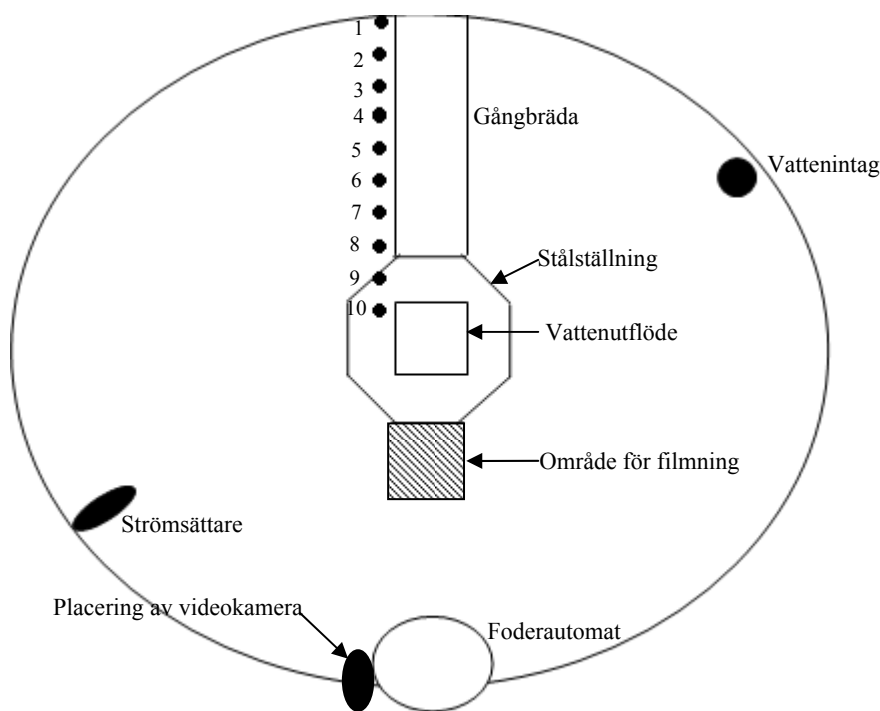 1
2
3
4
5
6
7
8
9
10
Gångbräda
Vattenintag
Stålställning
Vattenutflöde
Område för filmning
Strömsättare
Placering av videokamera
Foderautomat